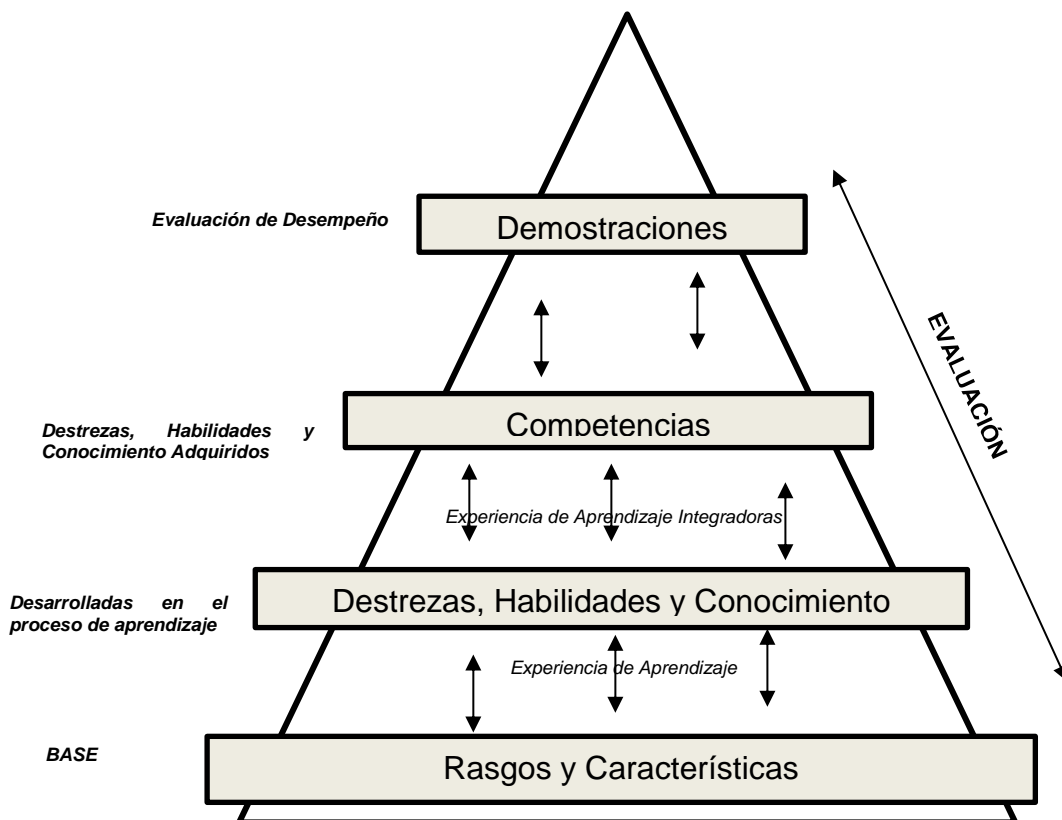 Evaluación de Desempeño
Demostraciones
EVALUACIÓN
Destrezas, Habilidades y
Conocimiento Adquiridos
Competencias
Experiencia de Aprendizaje Integradoras
Desarrolladas en el
proceso de aprendizaje
Destrezas, Habilidades y Conocimiento
Experiencia de Aprendizaje
BASE
Rasgos y Características